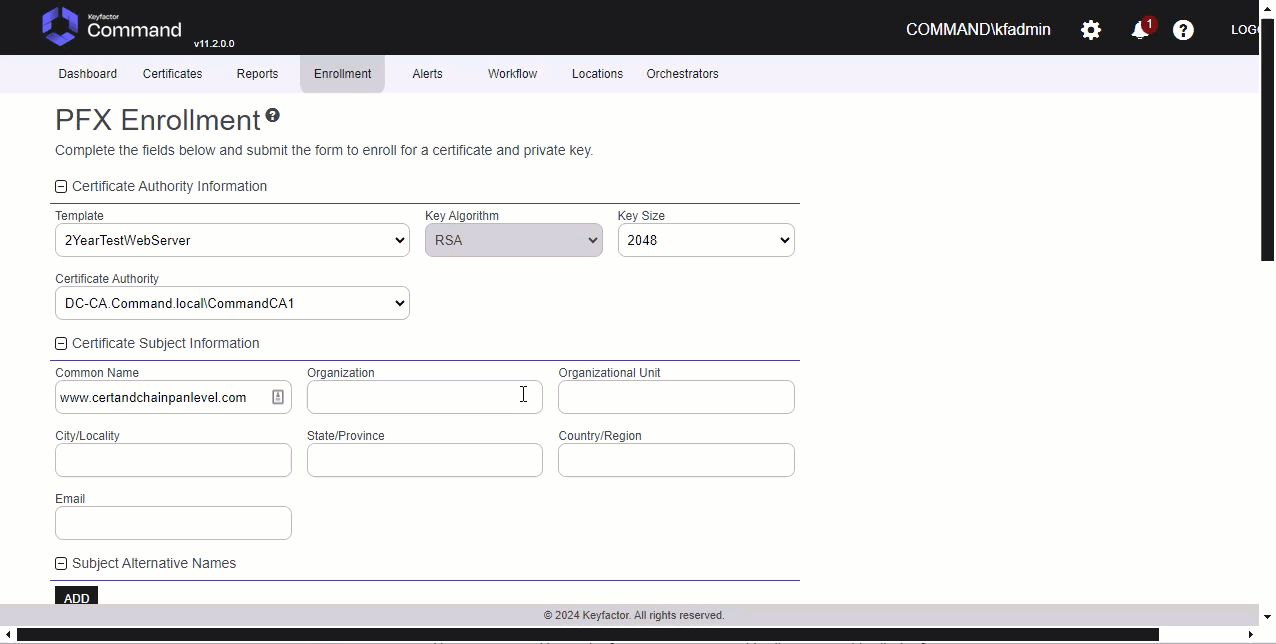 Keyfactor
Command
v11.2.0.0
COMMAND\kfadmin
1
?
LOG
Dashboard Certificates Reports Enrollment Alerts Workflow Locations Orchestrators
PFX Enrollment ?
Complete the fields below and submit the form to enroll for a certificate and private key.
Certificate Authority Information
Template Key Algorithm Key Size
2YearTestWebServer RSA 2048
Certificate Authority
DC-CA.Command.local\CommandCA1
Certificate Subject Information
Common Name Organization Organizational Unit
www.certandchainpanlevel.com
City/Locality State/Province Country/Region
Email
Subject Alternative Names
ADD
© 2024 Keyfactor. All rights reserved.